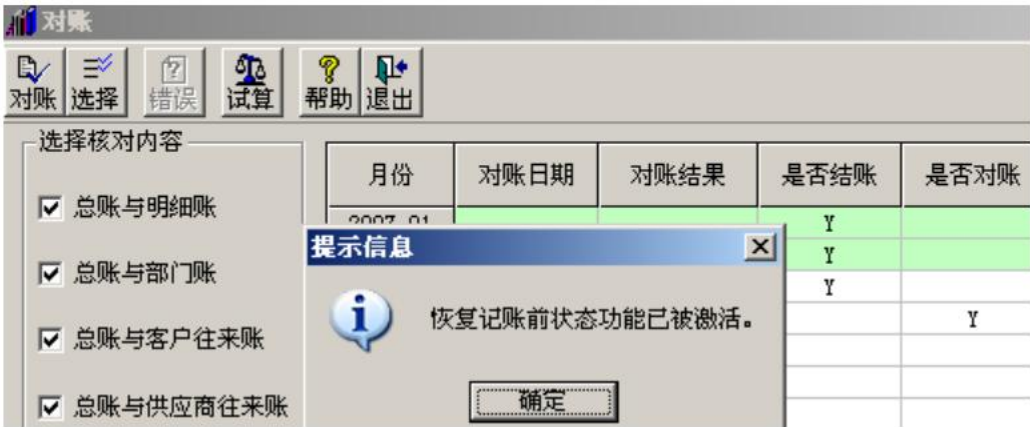 对账
对账 选择 错误 试算 帮助 退出
选择核对内容
月份 对账日期 对账结果 是否结账 是否对账
总账与明细账
2007.01 Y
提示信息
Y
总账与部门账
Y
恢复记账前状态功能已被激活。
Y
总账与客户往来账
确定
总账与供应商往来账